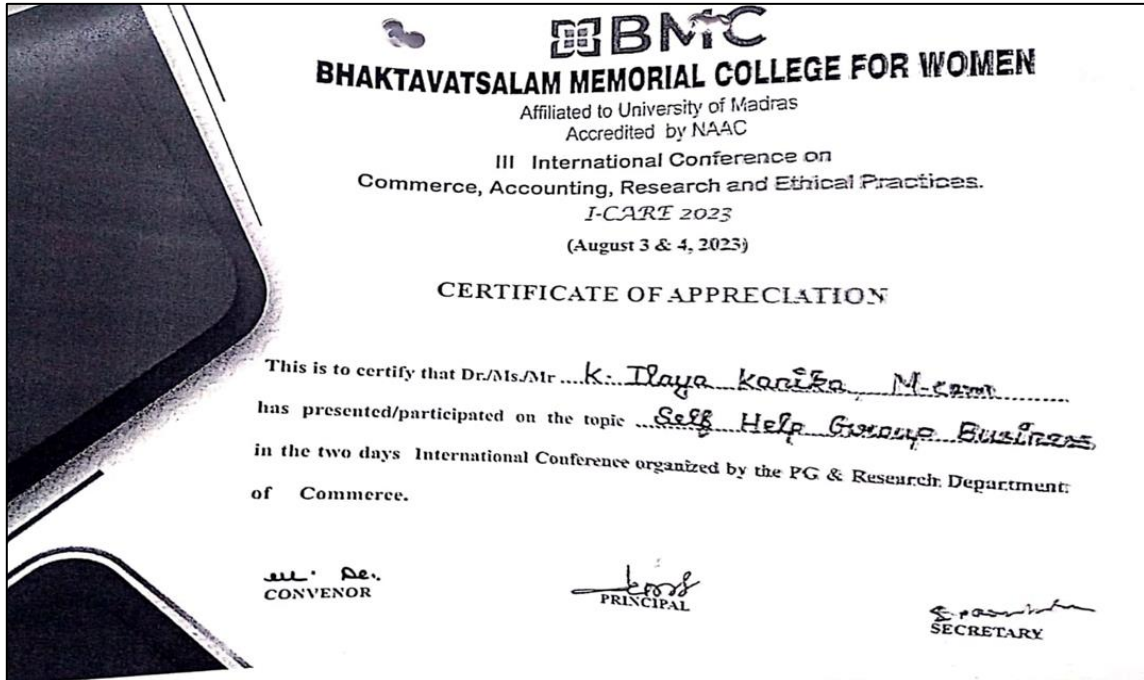 BMC
BHAKTAVATSALAM MEMORIAL COLLEGE FOR WOMEN
Affiliated to University of Madras
Accredited by NAAC
III International Conference on
Commerce, Accounting, Research and Ethical Practices.
I-CARE 2023
(August 3 & 4, 2023)
CERTIFICATE OF APPRECIATION
This is to certify that Dr./Ms./Mr ....K. Ilaya Kanika, M.com..........
has presented/participated on the topic ...Self Help Group Business
in the two days International Conference organized by the PG & Research Department
of Commerce.
CONVENOR
PRINCIPAL
SECRETARY